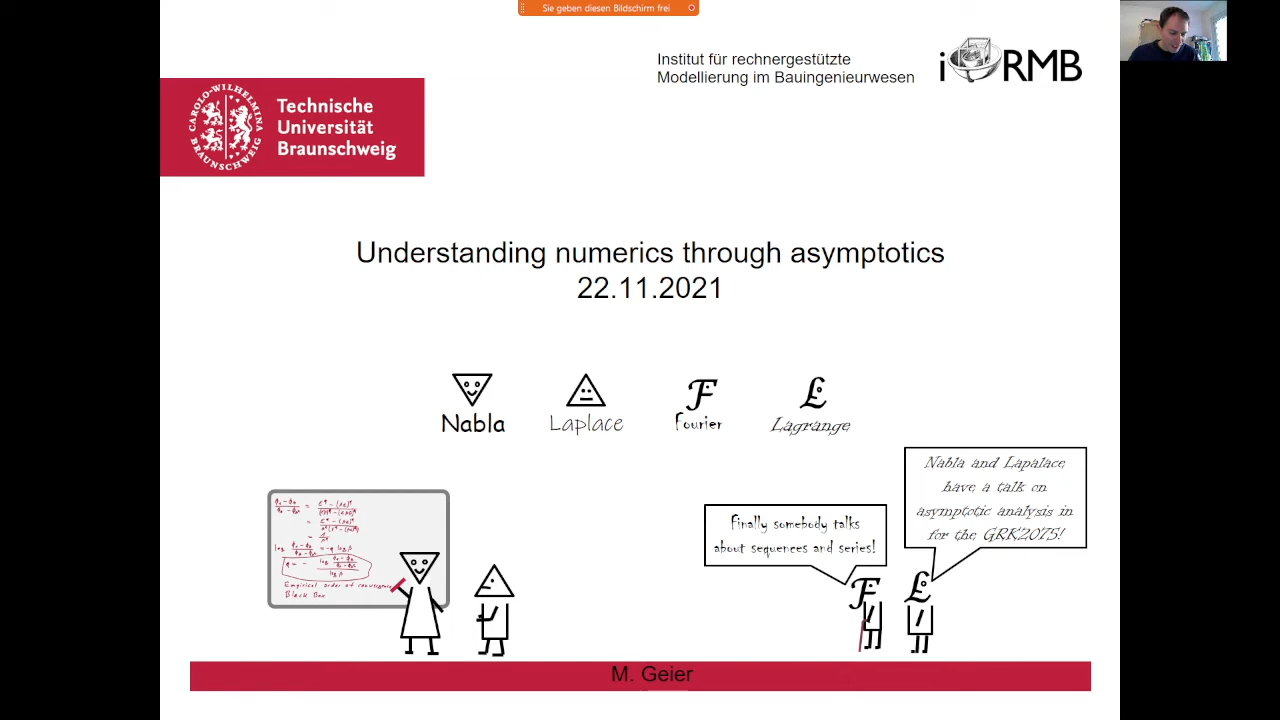 Sie geben diesen Bildschirm frei
Institut für rechnergestützte
Modellierung im Bauingenieurwesen
iRMB
CAROLO-WILHELMINA
BRAUNSCHWEIG
Technische
Universität
Braunschweig
Understanding numerics through asymptotics
22.11.2021
Nabla
Laplace
Fourier
Lagrange
Nabla and Lapalace
have a talk on
asymptotic analysis in
for the GRK2075!
Finally somebody talks
about sequences and series!
Empirical order of convergence
Black Box
M. Geier